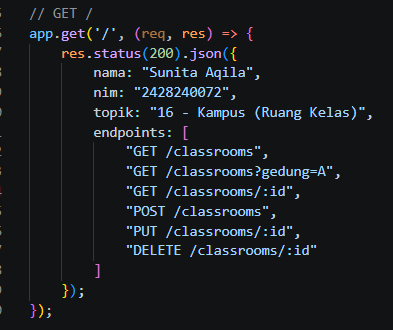 // GET /
app.get('/', (req, res) => {
    res.status(200).json({
        nama: "Sunita Aqila",
        nim: "2428240072",
        topik: "16 - Kampus (Ruang Kelas)",
        endpoints: [
            "GET /classrooms",
            "GET /classrooms?gedung=A",
            "GET /classrooms/:id",
            "POST /classrooms",
            "PUT /classrooms/:id",
            "DELETE /classrooms/:id"
        ]
    });
});